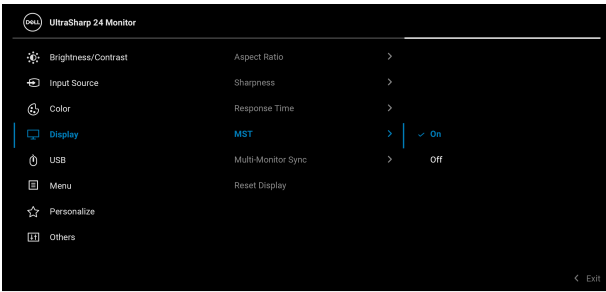 DELL UltraSharp 24 Monitor
Brightness/Contrast Aspect Ratio
Input Source Sharpness
Color Response Time
Display MST On
USB Multi-Monitor Sync Off
Menu Reset Display
Personalize
Others
Exit